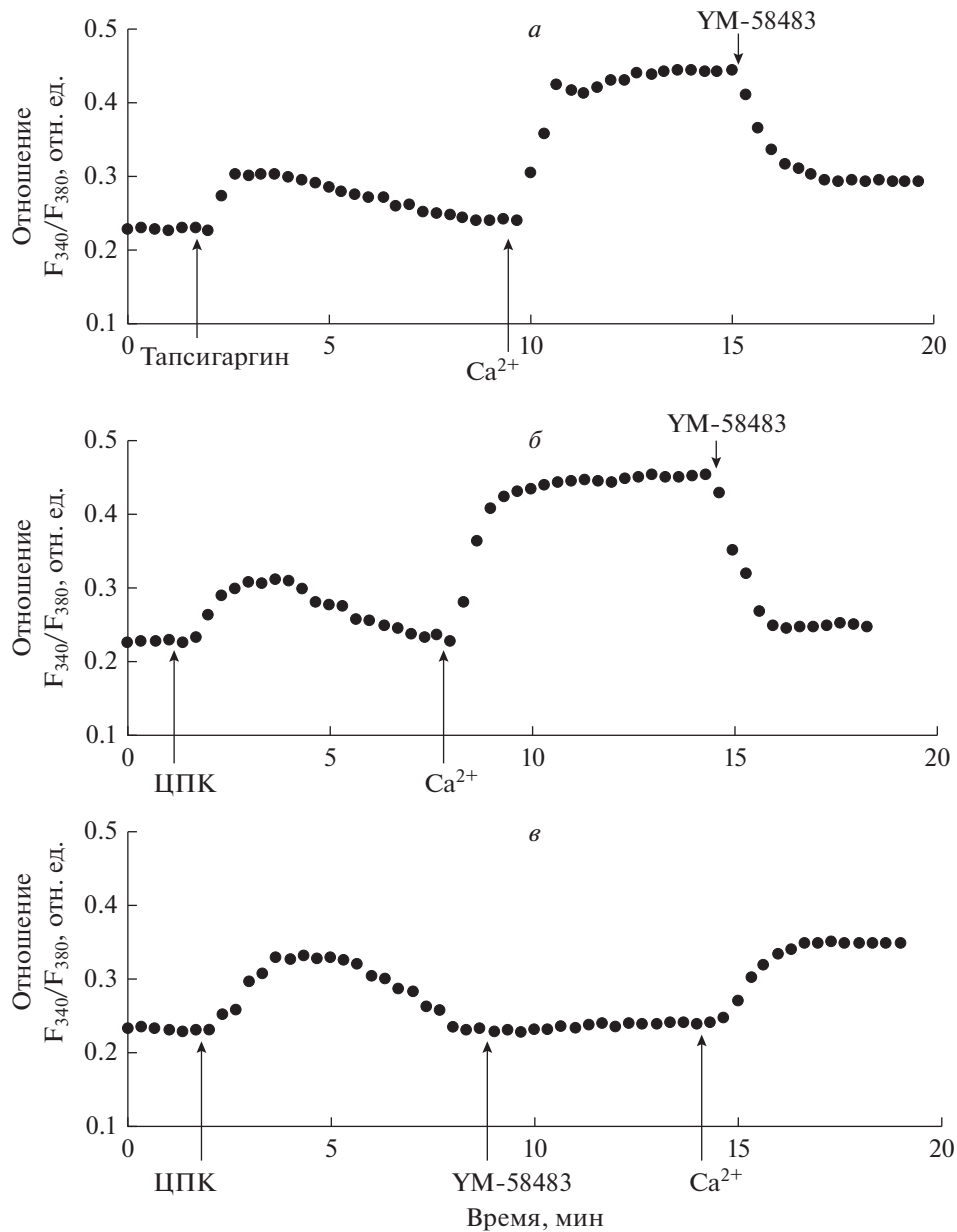 YM-58483
а
0.5
0.4
0.3
0.2
0.1
Отношение
F₃₄₀/F₃₈₀, отн. ед.
0
5
10
15
20
Тапсигаргин
Ca²⁺
YM-58483
б
0.5
0.4
0.3
0.2
0.1
Отношение
F₃₄₀/F₃₈₀, отн. ед.
0
5
10
15
20
ЦПК
Ca²⁺
в
0.5
0.4
0.3
0.2
0.1
Отношение
F₃₄₀/F₃₈₀, отн. ед.
0
5
10
15
20
ЦПК
YM-58483
Ca²⁺
Время, мин